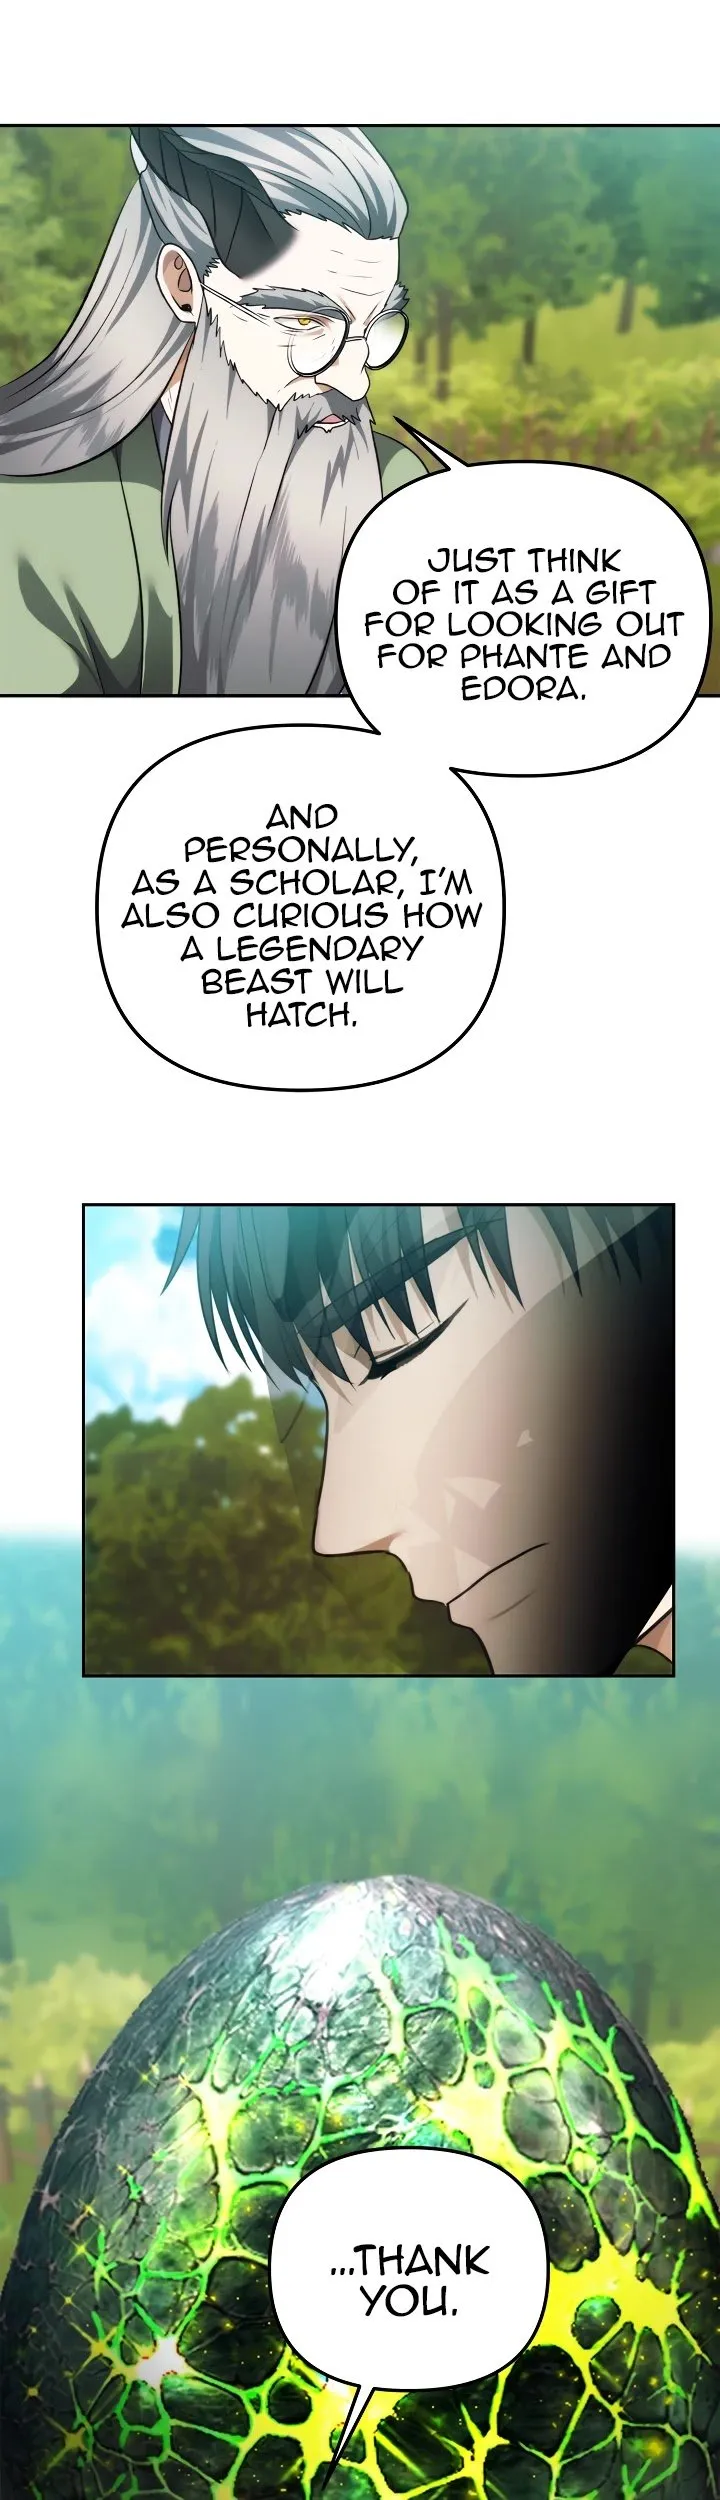 JUST THINK
OF IT AS A GIFT
FOR LOOKING OUT
FOR PHANTE AND
EDORA.
AND
PERSONALLY,
AS A SCHOLAR, I'M
ALSO CURIOUS HOW
A LEGENDARY
BEAST WILL
HATCH.
...THANK
YOU.